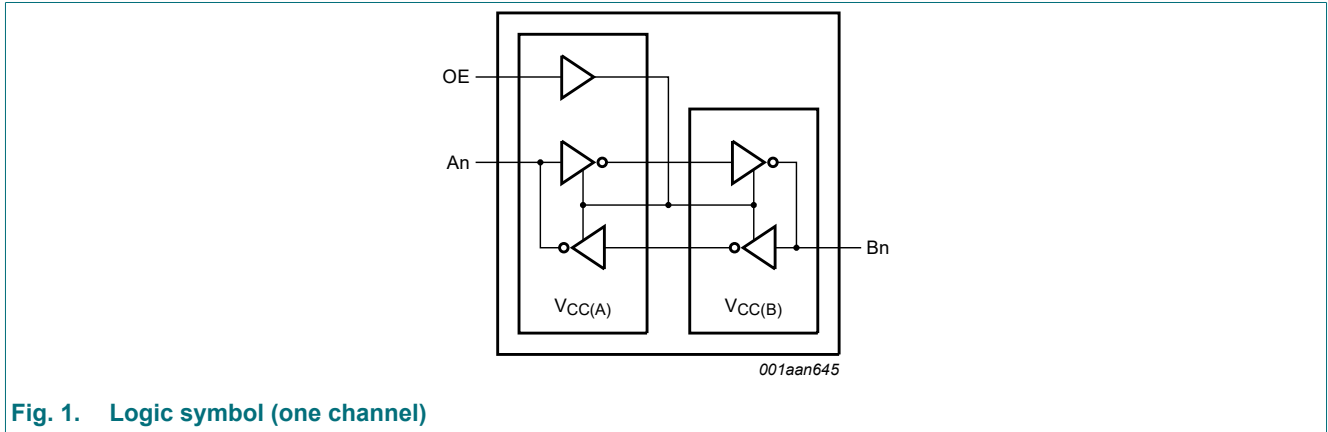 OE
An
Bn
VCC(A)
VCC(B)
001aan645
Fig. 1. Logic symbol (one channel)